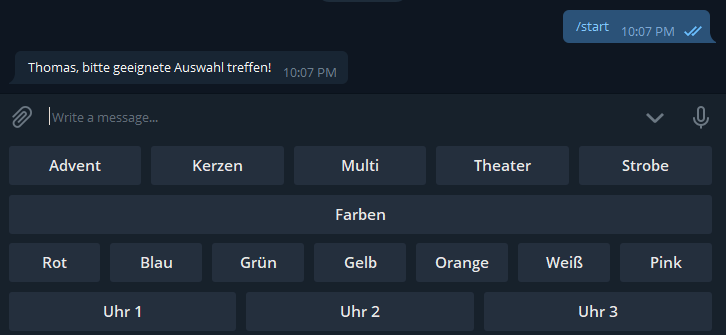 /start 10:07 PM
Thomas, bitte geeignete Auswahl treffen! 10:07 PM
Write a message...
Advent Kerzen Multi Theater Strobe
Farben
Rot Blau Grün Gelb Orange Weiß Pink
Uhr 1 Uhr 2 Uhr 3